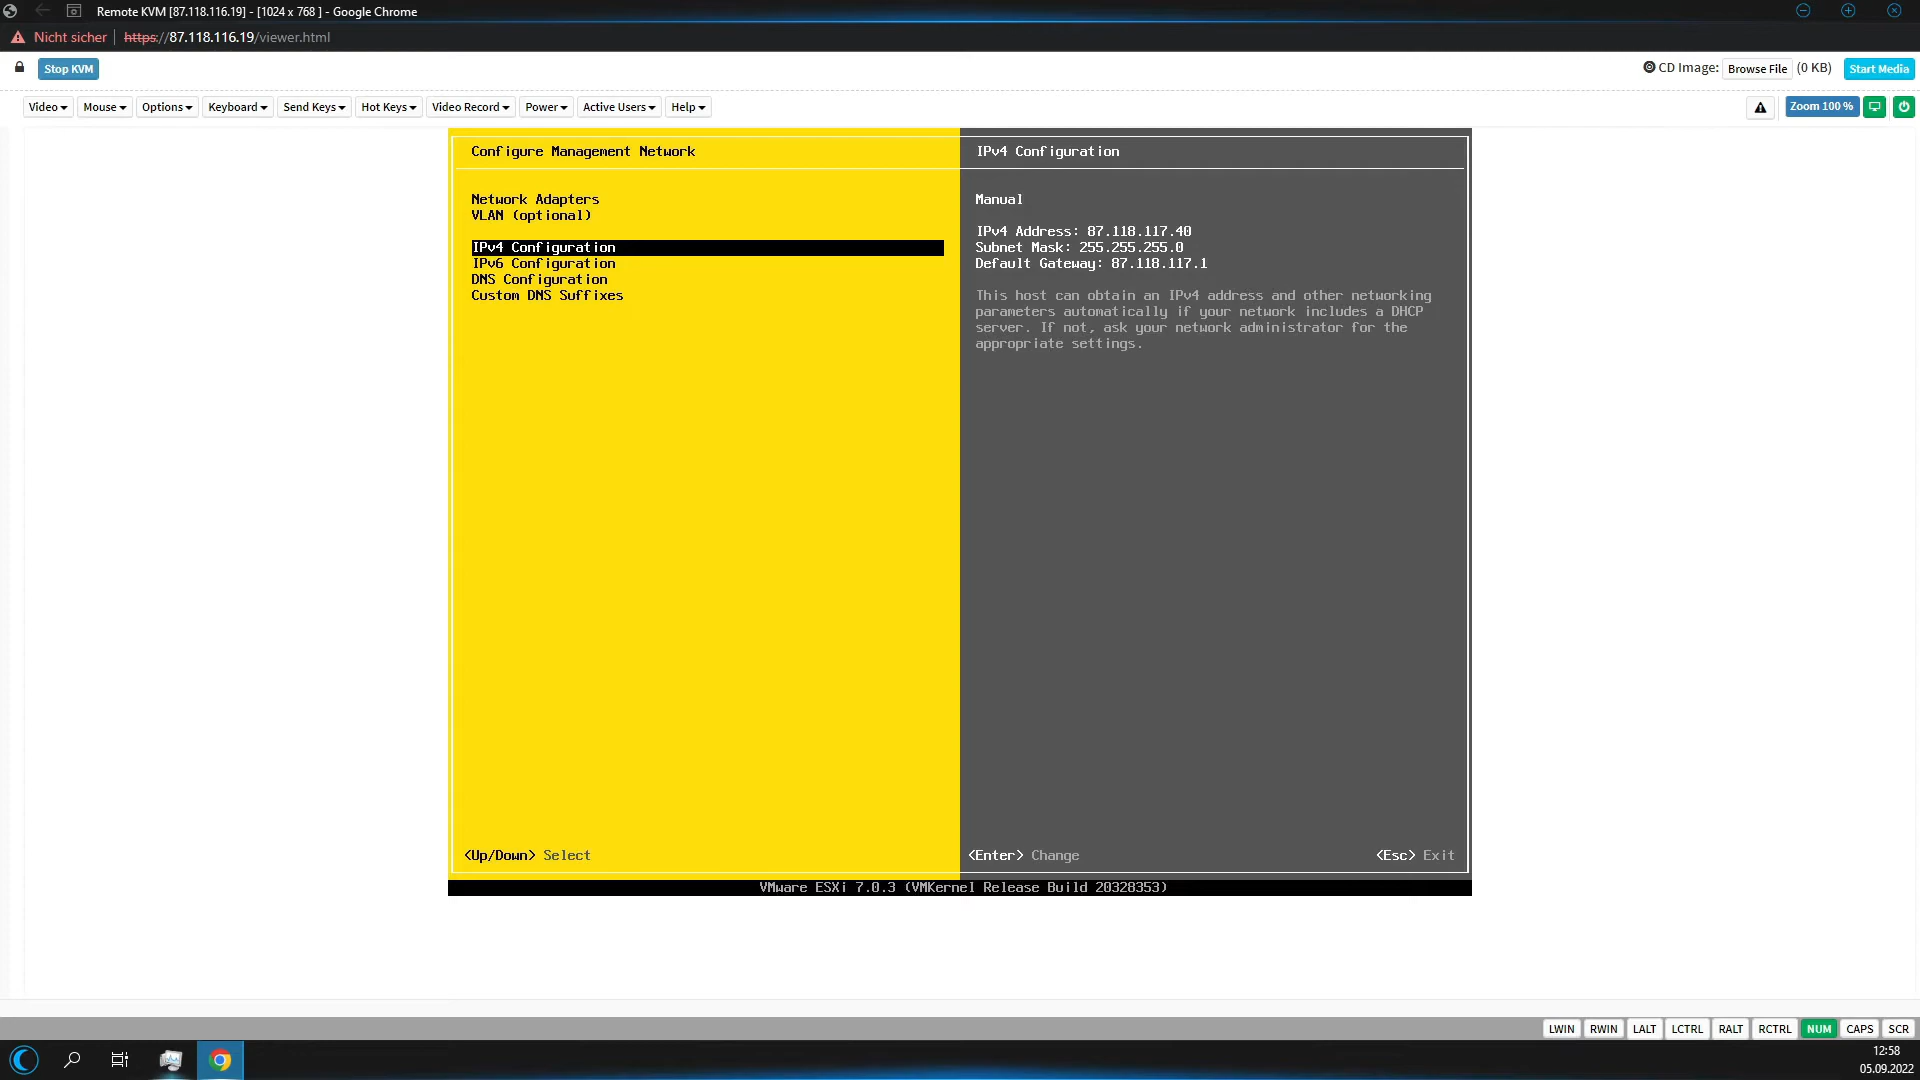 Remote KVM [87.118.116.19] - [1024 x 768 ] - Google Chrome
Nicht sicher
https://87.118.116.19/viewer.html
Stop KVM
CD Image: Browse File (0 KB) Start Media
Video Mouse Options Keyboard Send Keys Hot Keys Video Record Power Active Users Help
Zoom 100 %
Configure Management Network
Network Adapters
VLAN (optional)
IPv4 Configuration
IPv6 Configuration
DNS Configuration
Custom DNS Suffixes
<Up/Down> Select
IPv4 Configuration
Manual
IPv4 Address: 87.118.117.40
Subnet Mask: 255.255.255.0
Default Gateway: 87.118.117.1
This host can obtain an IPv4 address and other networking
parameters automatically if your network includes a DHCP
server. If not, ask your network administrator for the
appropriate settings.
<Enter> Change
<Esc> Exit
VMware ESXi 7.0.3 (VMKernel Release Build 20328353)
LWIN RWIN LALT LCTRL RALT RCTRL NUM CAPS SCR
12:58
05.09.2022